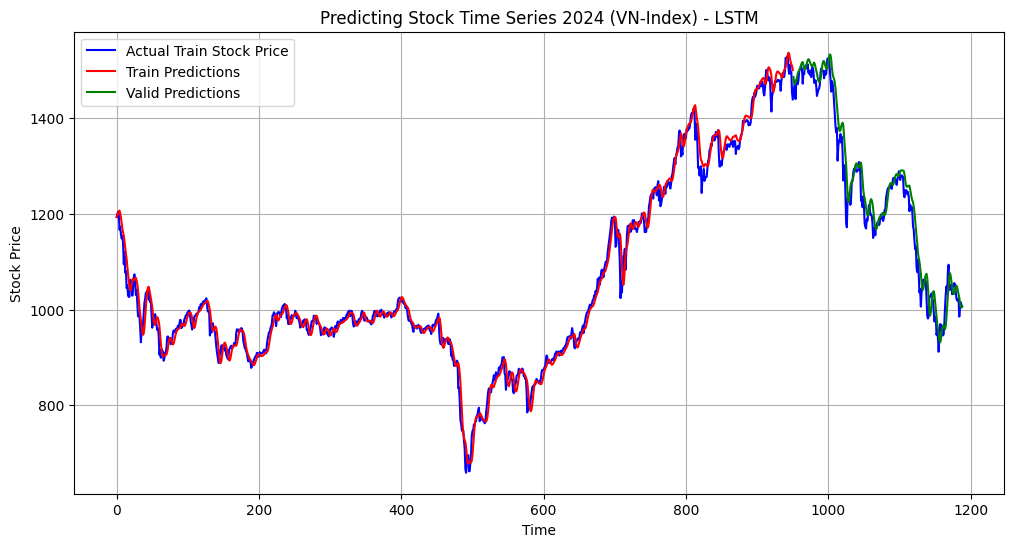 Predicting Stock Time Series 2024 (VN-Index) - LSTM
Actual Train Stock Price
Train Predictions
Valid Predictions
Stock Price
1400
1200
1000
800
0
200
400
600
800
1000
1200
Time